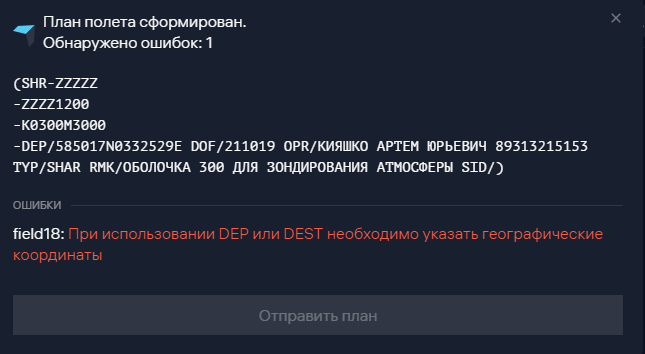 План полета сформирован.
Обнаружено ошибок: 1
(SHR-ZZZZZ
-ZZZZ1200
-K0300M3000
-DEP/585017N0332529E DOF/211019 OPR/КИЯШКО АРТЕМ ЮРЬЕВИЧ 89313215153
TYP/SHAR RMK/ОБОЛОЧКА 300 ДЛЯ ЗОНДИРОВАНИЯ АТМОСФЕРЫ SID/)
ОШИБКИ
field18: При использовании DEP или DEST необходимо указать географические
координаты
Отправить план